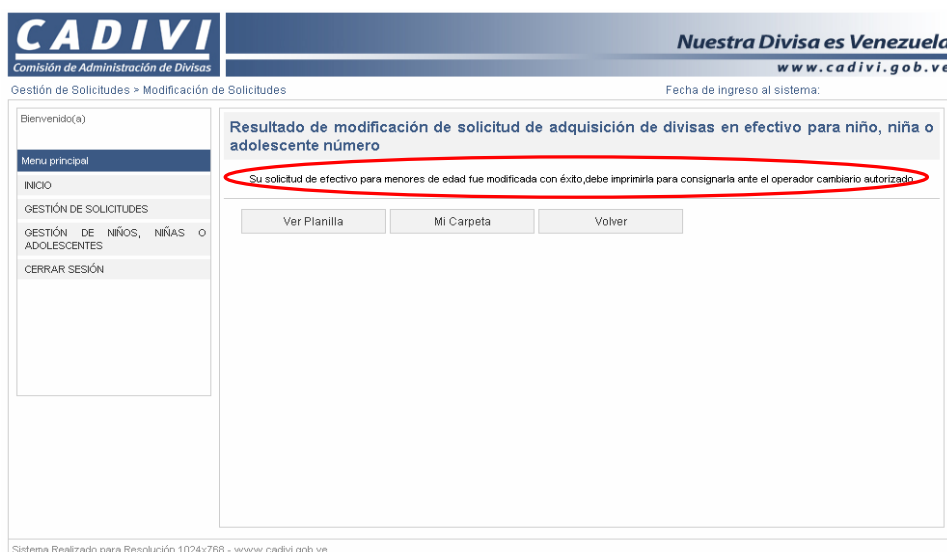 CADIVI
Comisión de Administración de Divisas
Nuestra Divisa es Venezuela
www.cadivi.gob.ve
Gestión de Solicitudes > Modificación de Solicitudes
Fecha de ingreso al sistema:
Bienvenido(a)
Menu principal
INICIO
GESTIÓN DE SOLICITUDES
GESTIÓN DE NIÑOS, NIÑAS O
ADOLESCENTES
CERRAR SESIÓN
Resultado de modificación de solicitud de adquisición de divisas en efectivo para niño, niña o
adolescente número
Su solicitud de efectivo para menores de edad fue modificada con éxito,debe imprimirla para consignarla ante el operador cambiario autorizado
Ver Planilla
Mi Carpeta
Volver
Sistema Realizado para Resolución 1024x768 - www.cadivi.gob.ve